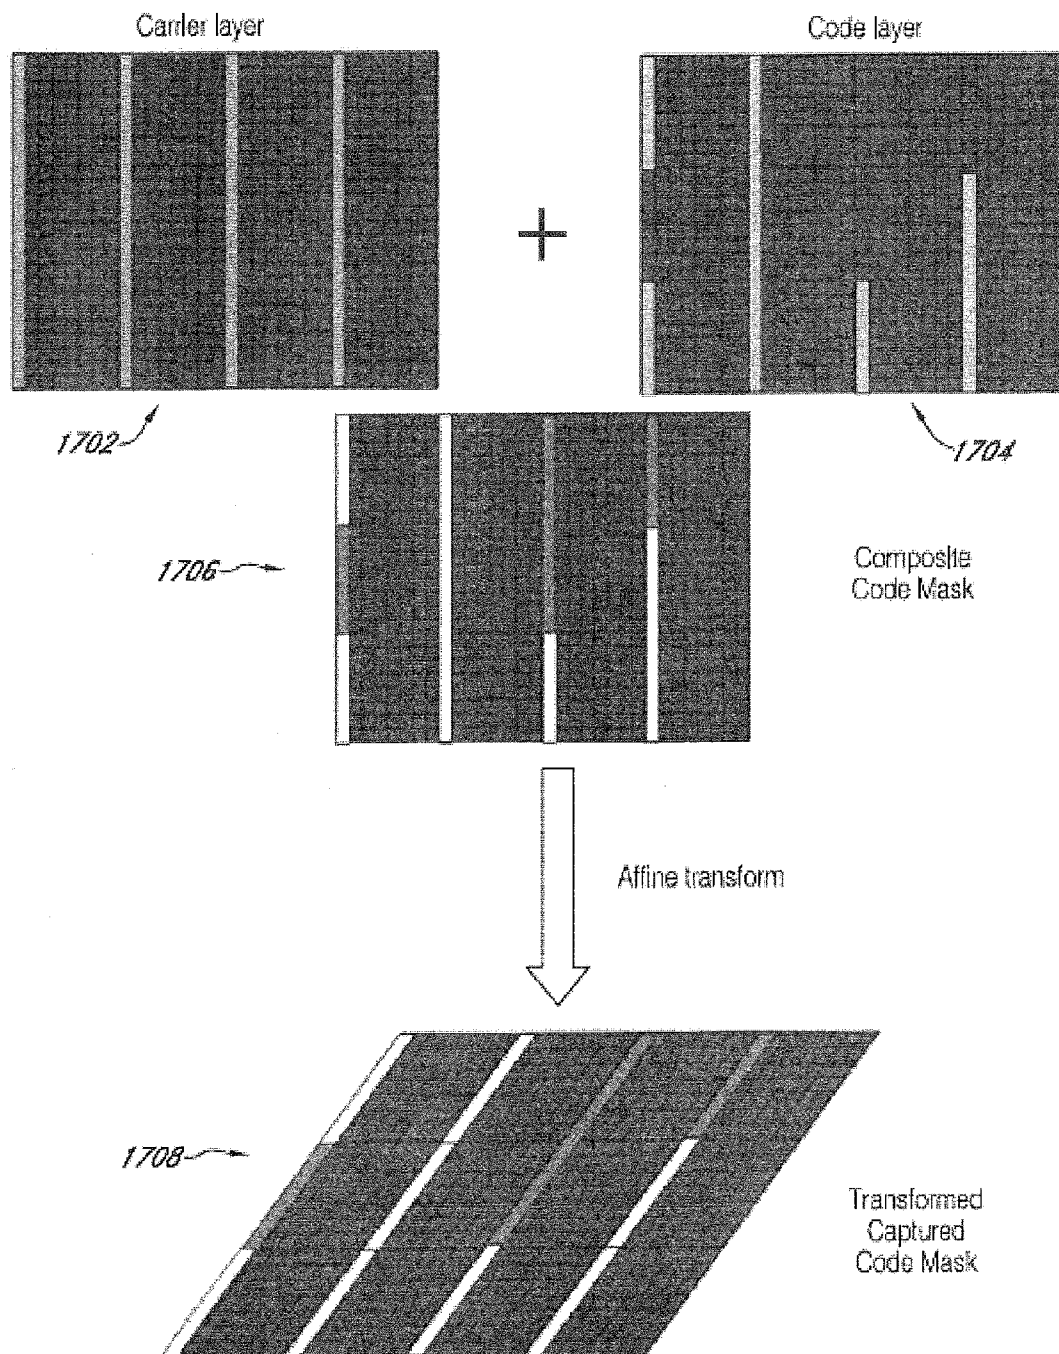 Carrier layer
Code layer
+
1702
1704
1706
Composite
Code Mask
Affine transform
1708
Transformed
Captured
Code Mask